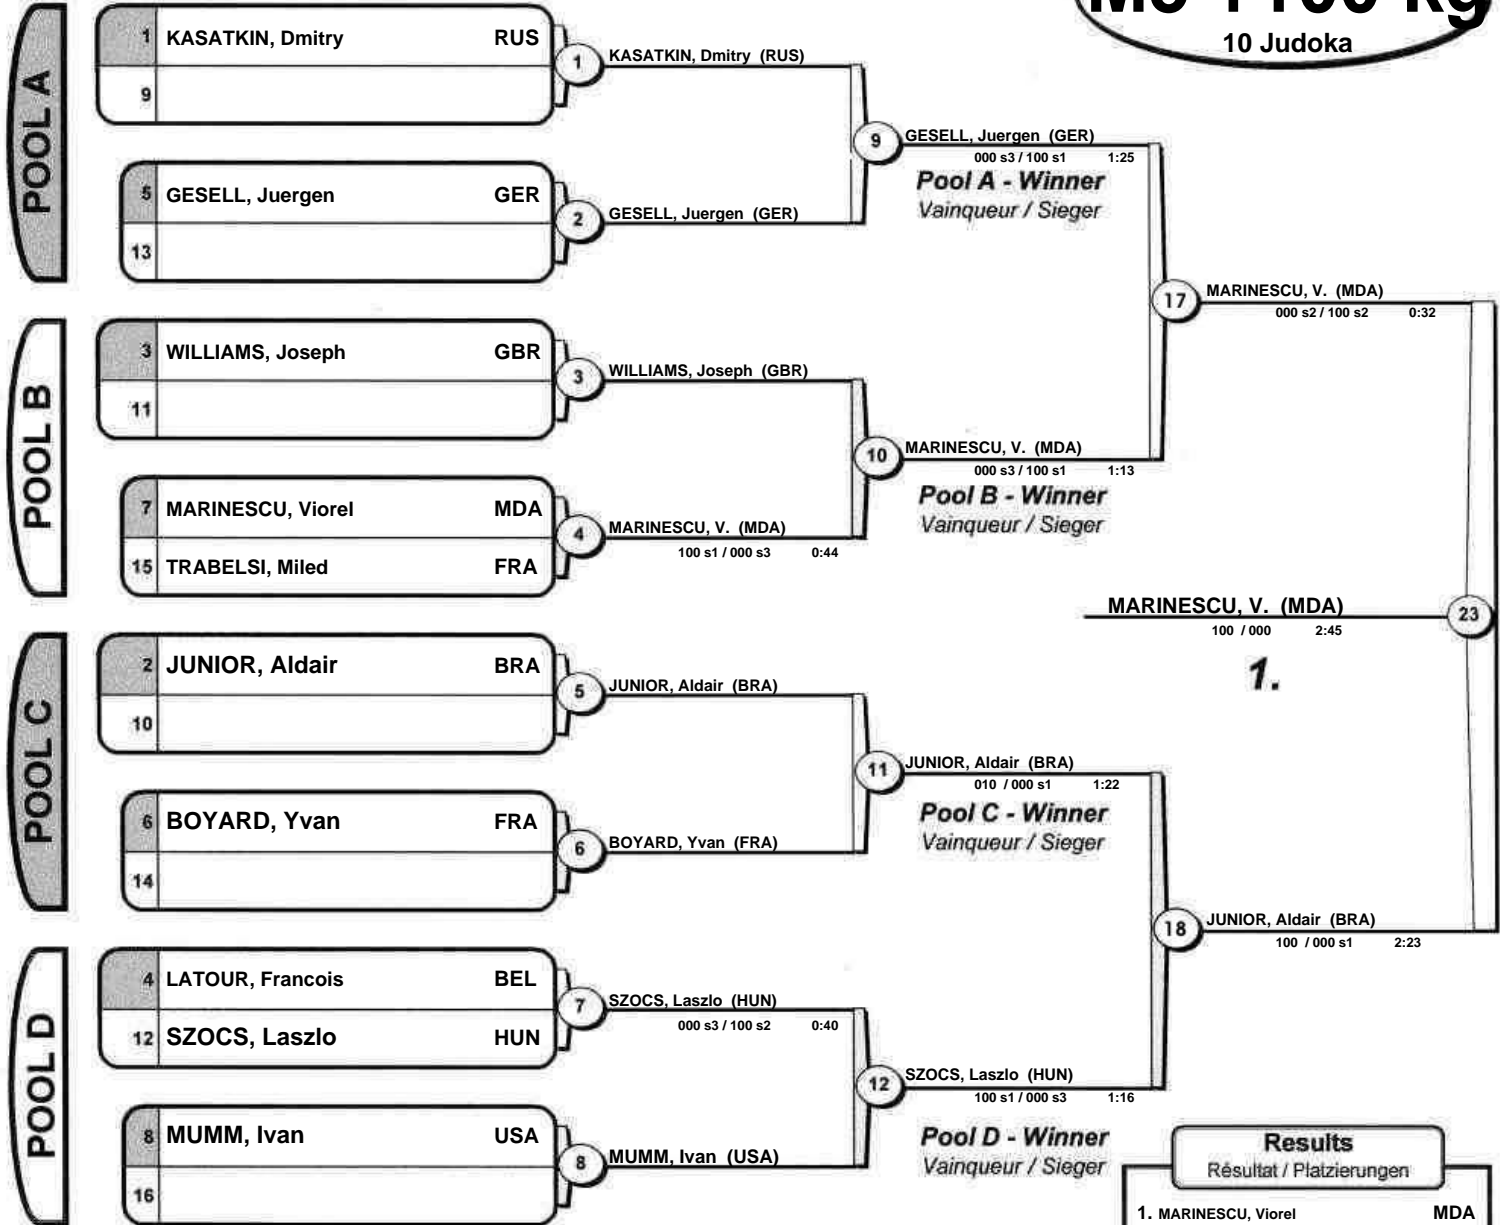 10 Judoka
POOL A
1 KASATKIN, Dmitry RUS
9
1
KASATKIN, Dmitry (RUS)
5 GESELL, Juergen GER
13
2
GESELL, Juergen (GER)
9
GESELL, Juergen (GER)
000 s3 / 100 s1 1:25
Pool A - Winner
Vainqueur / Sieger
POOL B
3 WILLIAMS, Joseph GBR
11
3
WILLIAMS, Joseph (GBR)
7 MARINESCU, Viorel MDA
15 TRABELSI, Miled FRA
4
MARINESCU, V. (MDA)
100 s1 / 000 s3 0:44
10
MARINESCU, V. (MDA)
000 s3 / 100 s1 1:13
Pool B - Winner
Vainqueur / Sieger
17
MARINESCU, V. (MDA)
000 s2 / 100 s2 0:32
MARINESCU, V. (MDA)
100 / 000 2:45
23
1.
POOL C
2 JUNIOR, Aldair BRA
10
5
JUNIOR, Aldair (BRA)
6 BOYARD, Yvan FRA
14
6
BOYARD, Yvan (FRA)
11
JUNIOR, Aldair (BRA)
010 / 000 s1 1:22
Pool C - Winner
Vainqueur / Sieger
18
JUNIOR, Aldair (BRA)
100 / 000 s1 2:23
POOL D
4 LATOUR, Francois BEL
12 SZOCS, Laszlo HUN
7
SZOCS, Laszlo (HUN)
000 s3 / 100 s2 0:40
8 MUMM, Ivan USA
16
8
MUMM, Ivan (USA)
12
SZOCS, Laszlo (HUN)
100 s1 / 000 s3 1:16
Pool D - Winner
Vainqueur / Sieger
Results
Résultat / Platzierungen
1. MARINESCU, Viorel MDA